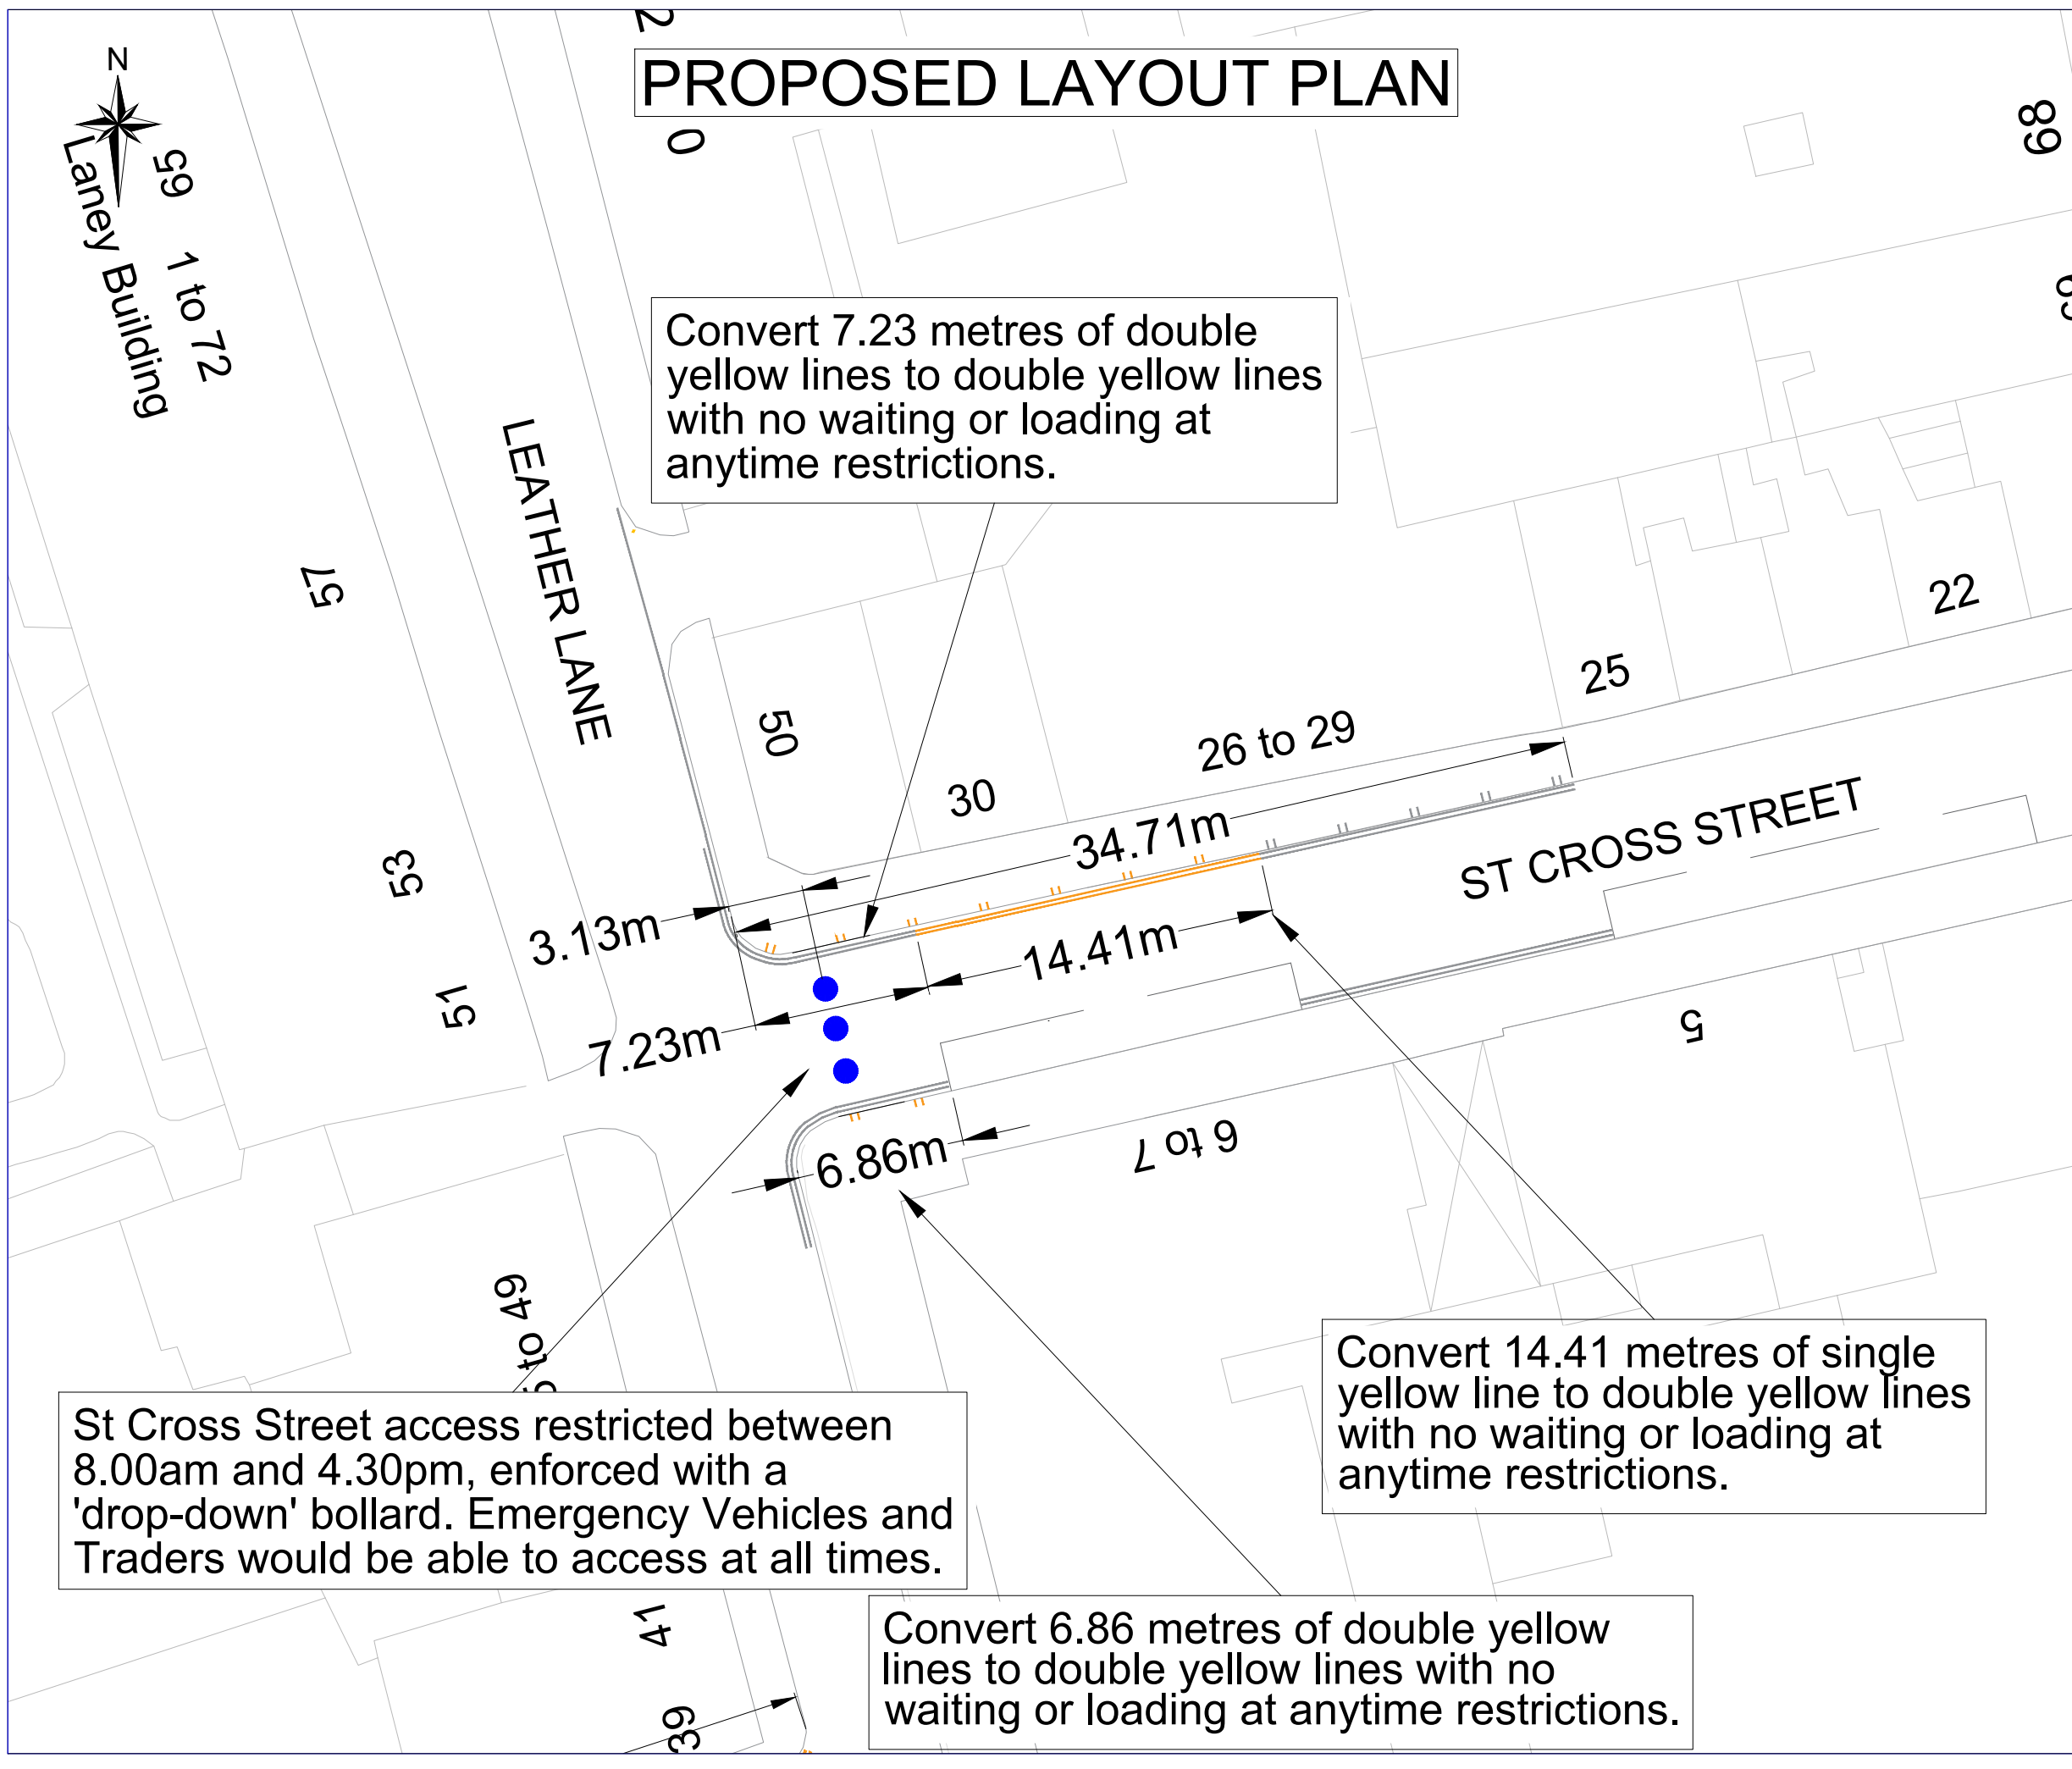 PROPOSED LAYOUT PLAN
N
65
1 to 72
Laney Building
68
Convert 7.23 metres of double
yellow lines to double yellow lines
with no waiting or loading at
anytime restrictions.
LEATHER LANE
57
22
25
50
26 to 29
30
34.71m
ST CROSS STREET
53
3.13m
14.41m
51
7.23m
5
6 to 7
6.86m
to 49
Convert 14.41 metres of single
yellow line to double yellow lines
with no waiting or loading at
anytime restrictions.
St Cross Street access restricted between
8.00am and 4.30pm, enforced with a
'drop-down' bollard. Emergency Vehicles and
Traders would be able to access at all times.
41
Convert 6.86 metres of double yellow
lines to double yellow lines with no
waiting or loading at anytime restrictions.
39